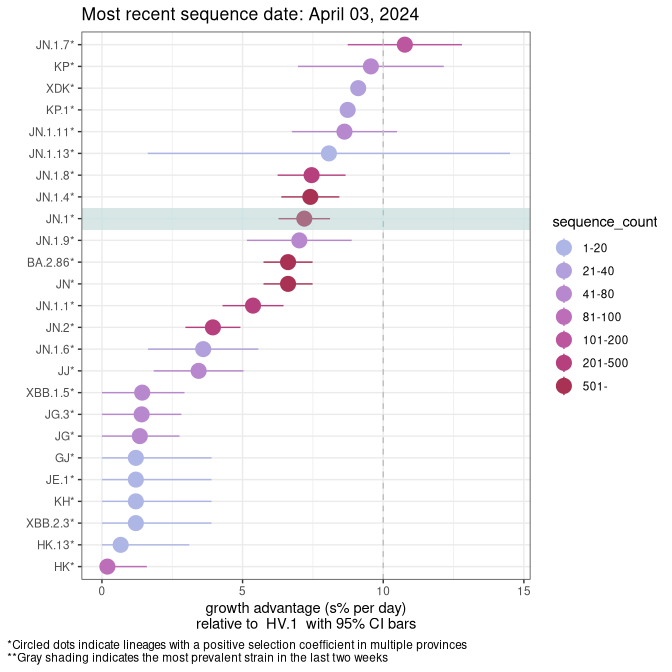 Most recent sequence date: April 03, 2024
JN.1.7*
KP*
XDK*
KP.1*
JN.1.11*
JN.1.13*
JN.1.8*
JN.1.4*
JN.1*
JN.1.9*
BA.2.86*
JN*
JN.1.1*
JN.2*
JN.1.6*
JJ*
XBB.1.5*
JG.3*
JG*
GJ*
JE.1*
KH*
XBB.2.3*
HK.13*
HK*
0 5 10 15
growth advantage (s% per day)
relative to HV.1 with 95% CI bars
sequence_count
1-20
21-40
41-80
81-100
101-200
201-500
501-
*Circled dots indicate lineages with a positive selection coefficient in multiple provinces
**Gray shading indicates the most prevalent strain in the last two weeks